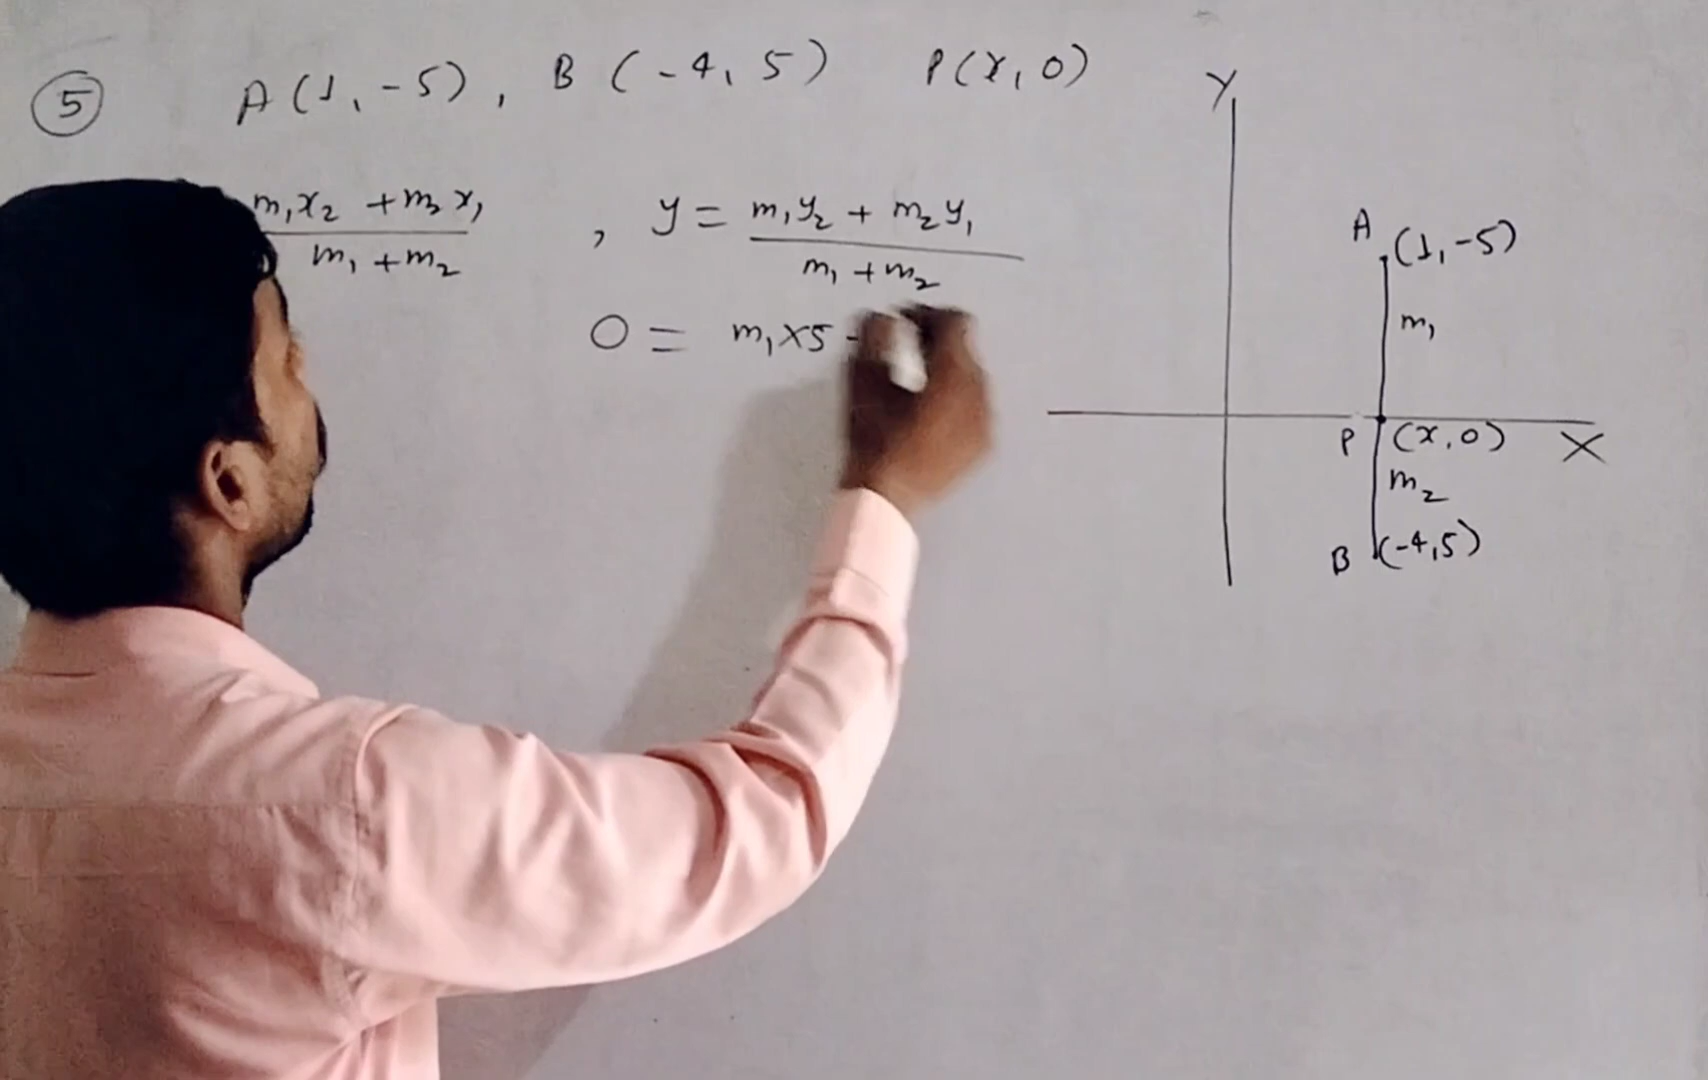 ⑤ A(1, -5), B(-4, 5) P(x, 0)
m₁x₂ + m₂x₁ / m₁ + m₂ , y = m₁y₂ + m₂y₁ / m₁ + m₂
0 = m₁×5
Y
A (1, -5)
m₁
P (x, 0) X
m₂
B (-4, 5)